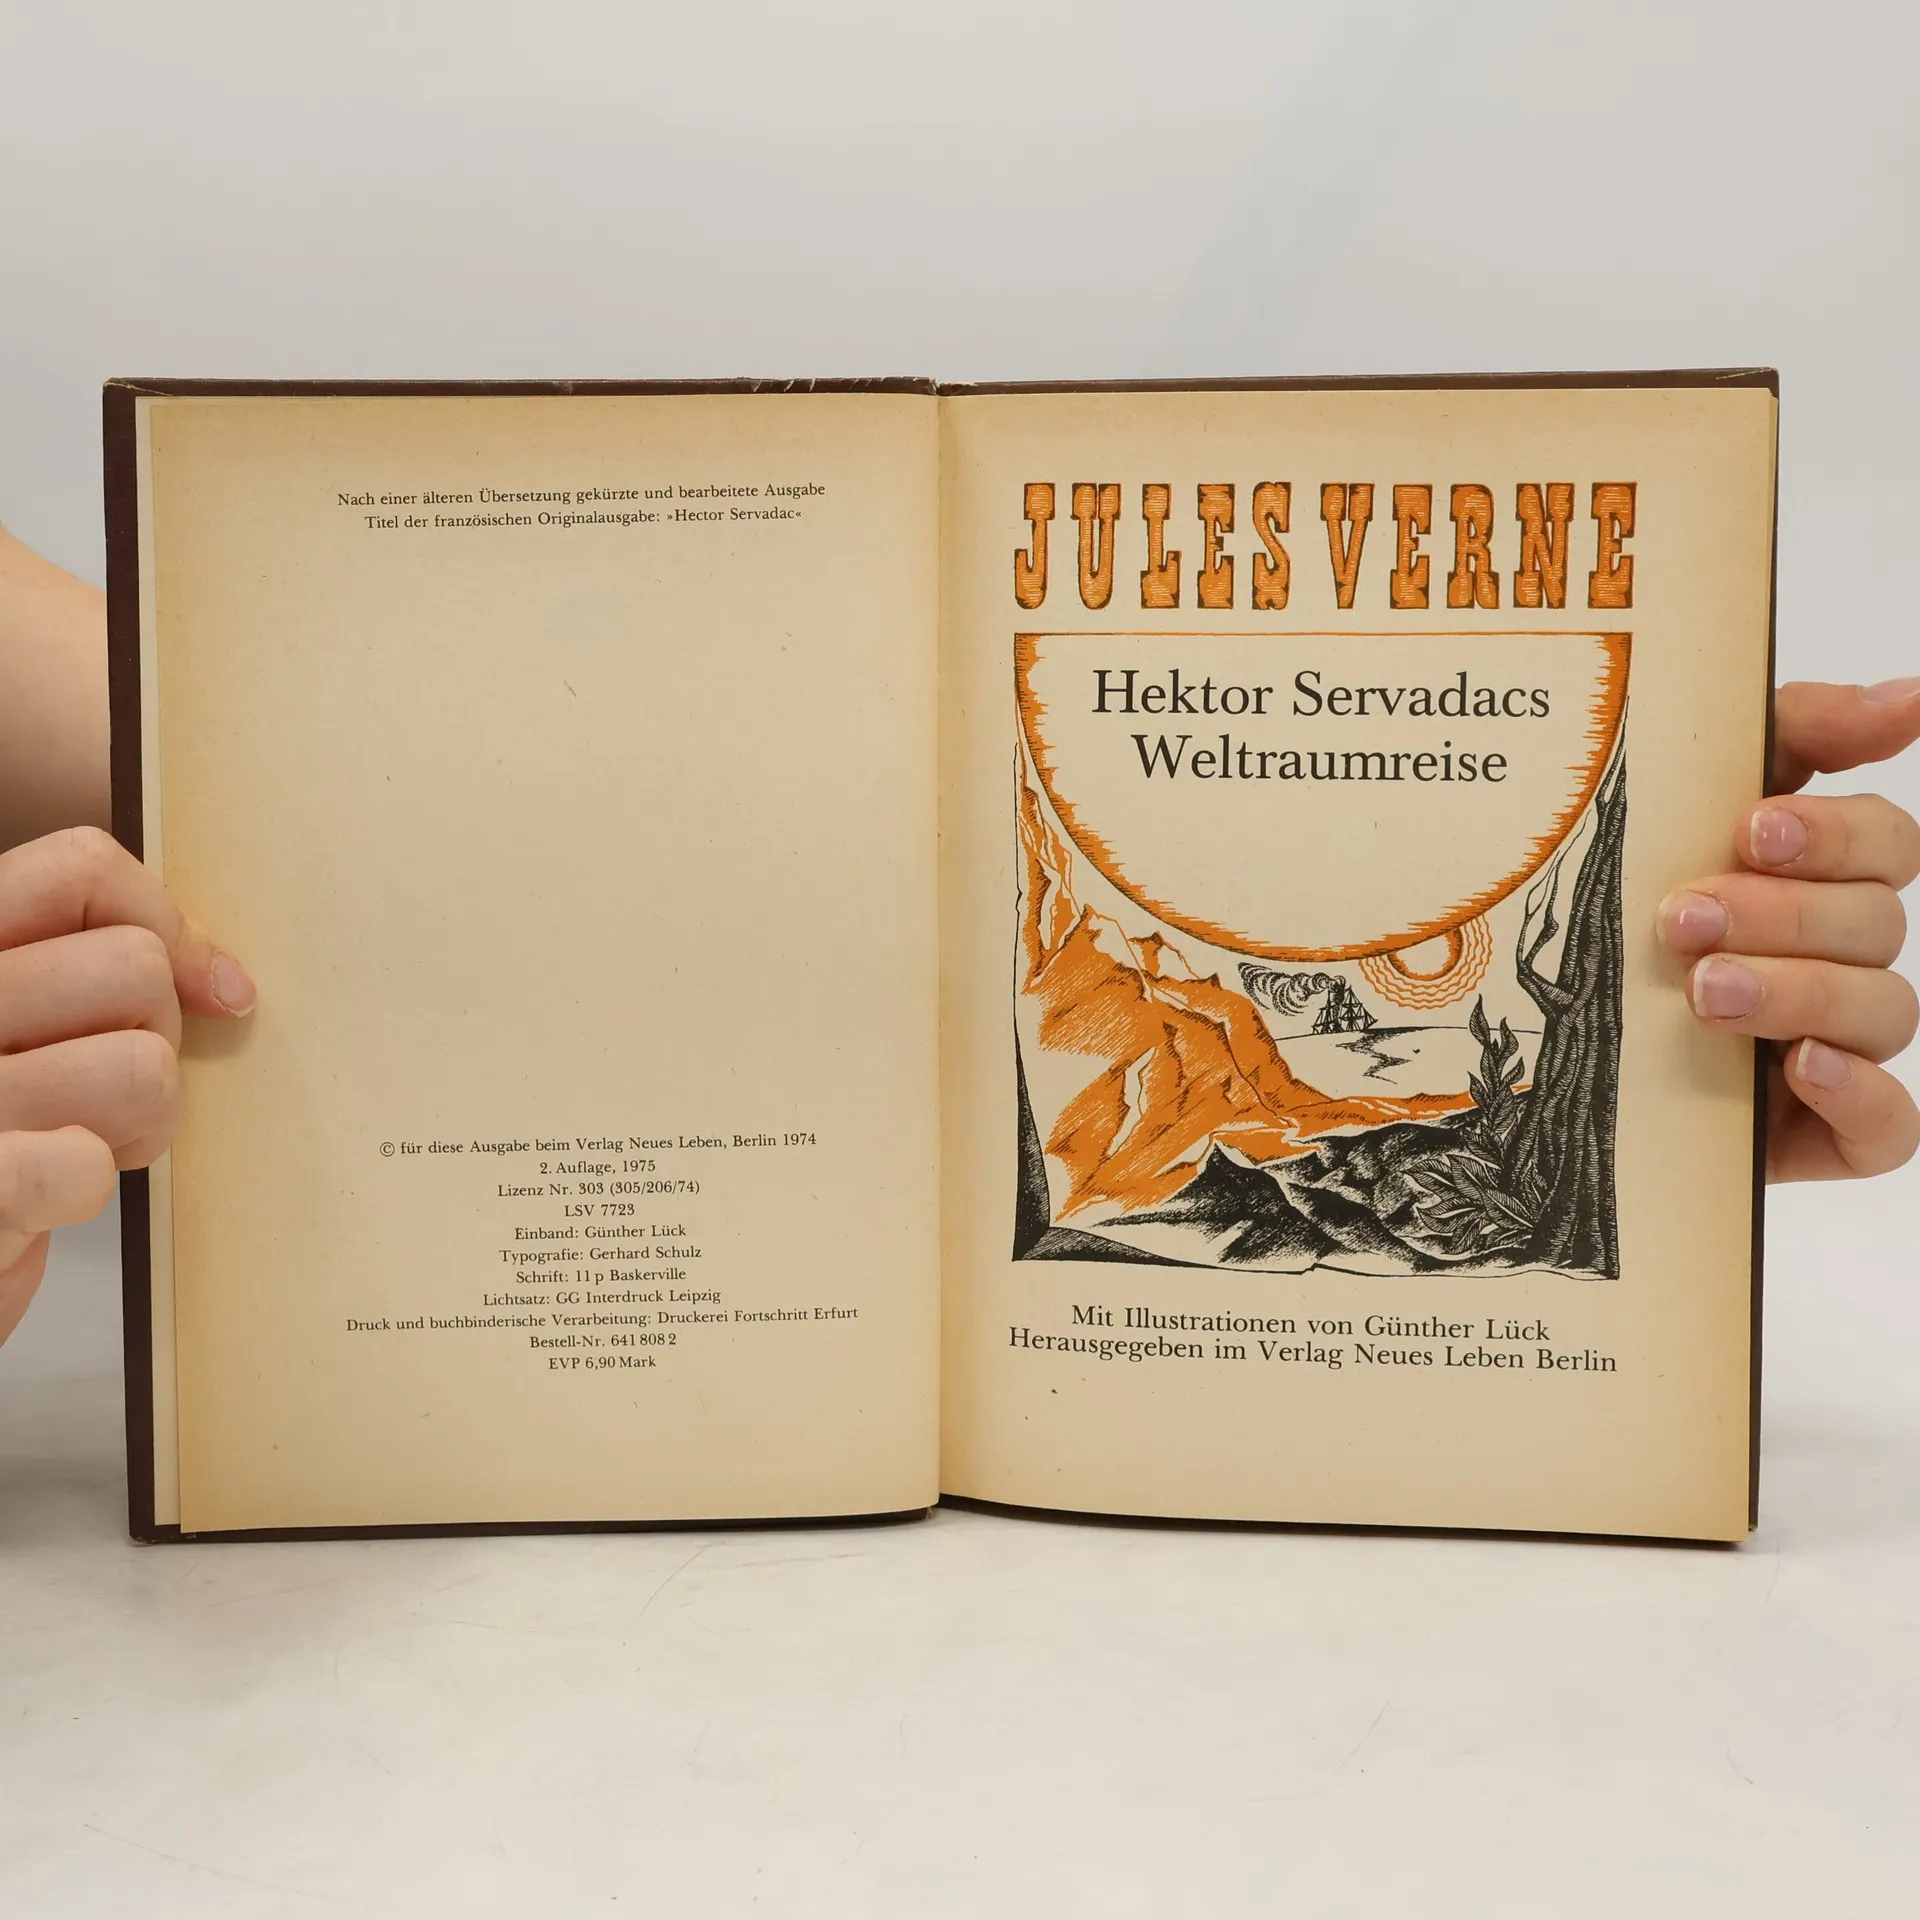 Nach einer älteren Übersetzung gekürzte und bearbeitete Ausgabe
Titel der französischen Originalausgabe: »Hector Servadac«
© für diese Ausgabe beim Verlag Neues Leben, Berlin 1974
2. Auflage, 1975
Lizenz Nr. 303 (305/206/74)
LSV 7723
Einband: Günther Lück
Typografie: Gerhard Schulz
Schrift: 11 p Baskerville
Lichtsatz: GG Interdruck Leipzig
Druck und buchbinderische Verarbeitung: Druckerei Fortschritt Erfurt
Bestell-Nr. 641 808 2
EVP 6,90 Mark
JULES VERNE
Hektor Servadacs
Weltraumreise
Mit Illustrationen von Günther Lück
Herausgegeben im Verlag Neues Leben Berlin